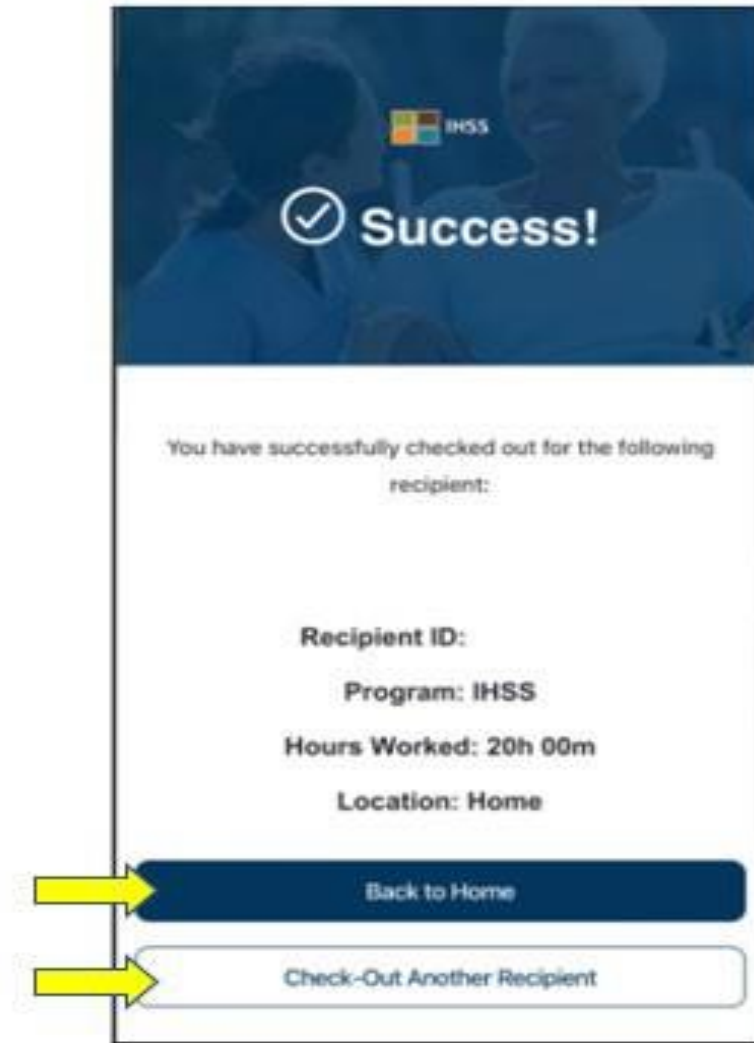 IHSS
Success!
You have successfully checked out for the following
recipient:
Recipient ID:
Program: IHSS
Hours Worked: 20h 00m
Location: Home
Back to Home
Check-Out Another Recipient